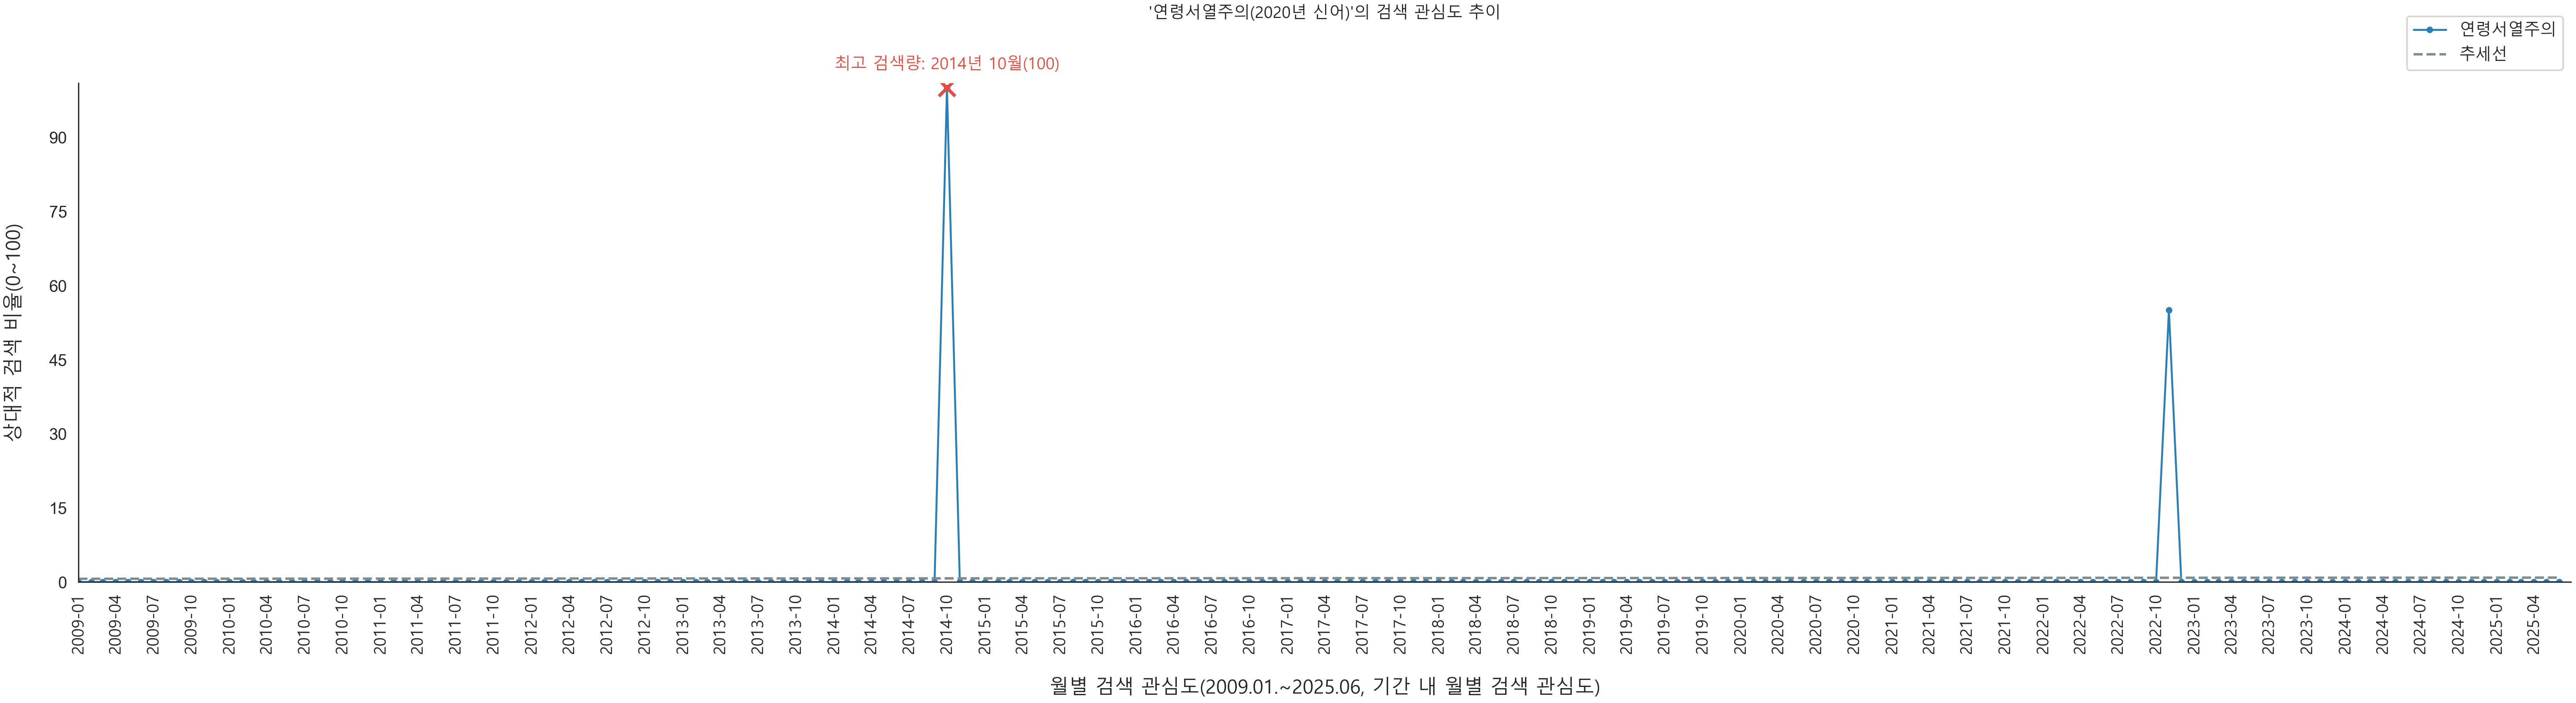 '연령서열주의(2020년 신어)'의 검색 관심도 추이
연령서열주의
추세선
최고 검색량: 2014년 10월(100)
상대적 검색 비율(0~100)
90
75
60
45
30
15
0
2009-01 2009-04 2009-07 2009-10 2010-01 2010-04 2010-07 2010-10 2011-01 2011-04 2011-07 2011-10 2012-01 2012-04 2012-07 2012-10 2013-01 2013-04 2013-07 2013-10 2014-01 2014-04 2014-07 2014-10 2015-01 2015-04 2015-07 2015-10 2016-01 2016-04 2016-07 2016-10 2017-01 2017-04 2017-07 2017-10 2018-01 2018-04 2018-07 2018-10 2019-01 2019-04 2019-07 2019-10 2020-01 2020-04 2020-07 2020-10 2021-01 2021-04 2021-07 2021-10 2022-01 2022-04 2022-07 2022-10 2023-01 2023-04 2023-07 2023-10 2024-01 2024-04 2024-07 2024-10 2025-01 2025-04
월별 검색 관심도(2009.01.~2025.06, 기간 내 월별 검색 관심도)